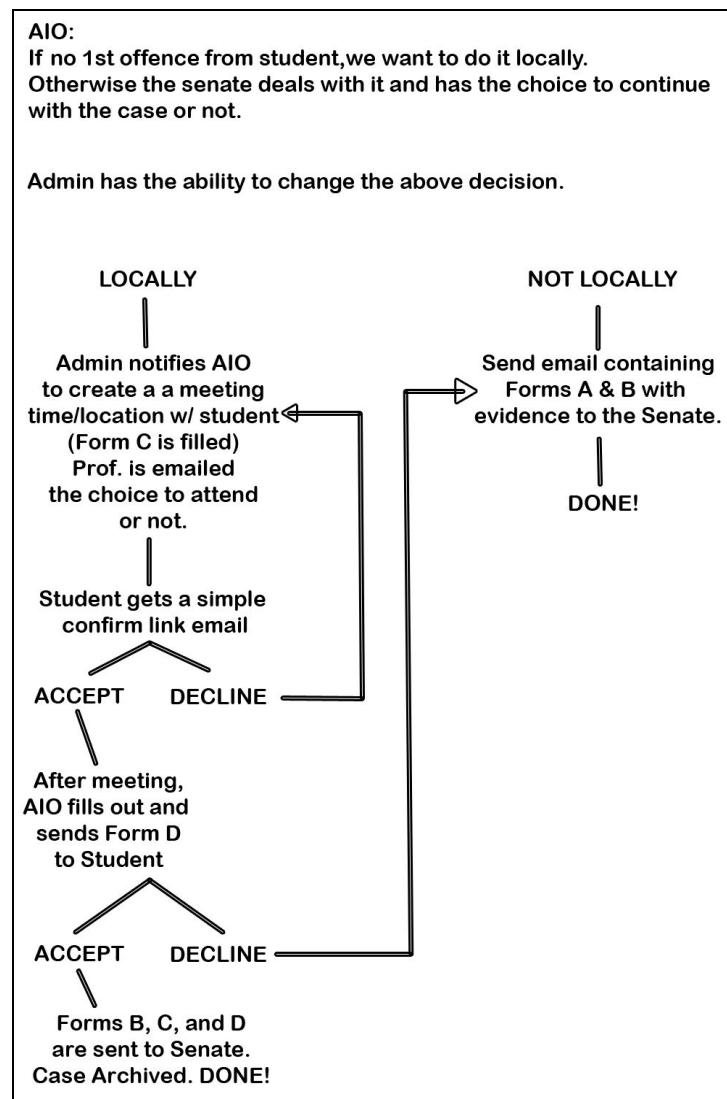 AIO:
If no 1st offence from student,we want to do it locally.
Otherwise the senate deals with it and has the choice to continue
with the case or not.
Admin has the ability to change the above decision.
LOCALLY
Admin notifies AIO
to create a a meeting
time/location w/ student
(Form C is filled)
Prof. is emailed
the choice to attend
or not.
Student gets a simple
confirm link email
ACCEPT
DECLINE
After meeting,
AIO fills out and
sends Form D
to Student
ACCEPT
DECLINE
Forms B, C, and D
are sent to Senate.
Case Archived. DONE!
NOT LOCALLY
Send email containing
Forms A & B with
evidence to the Senate.
DONE!